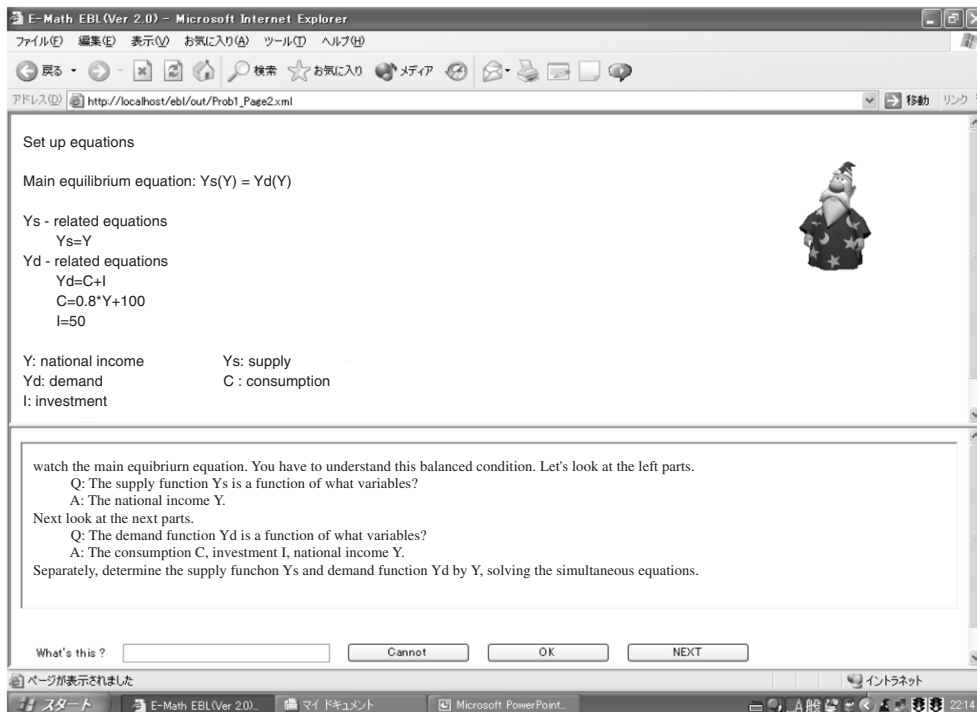 E-Math EBL(Ver 2.0) - Microsoft Internet Explorer
ファイル(F) 編集(E) 表示(V) お気に入り(A) ツール(T) ヘルプ(H)
戻る 検索 お気に入り メディア
アドレス(D) http://localhost/ebl/out/Prob1_Page2.xml 移動 リンク
Set up equations
Main equilibrium equation: Ys(Y) = Yd(Y)
Ys - related equations
Ys=Y
Yd - related equations
Yd=C+I
C=0.8*Y+100
I=50
Y: national income Ys: supply
Yd: demand C : consumption
I: investment
watch the main equibriurn equation. You have to understand this balanced condition. Let's look at the left parts.
Q: The supply function Ys is a function of what variables?
A: The national income Y.
Next look at the next parts.
Q: The demand function Yd is a function of what variables?
A: The consumption C, investment I, national income Y.
Separately, determine the supply funchon Ys and demand function Yd by Y, solving the simultaneous equations.
What's this ? Cannot OK NEXT
ページが表示されました イントラネット
スタート E-Math EBL(Ver 2.0)... マイ ドキュメント Microsoft PowerPoint... A 般 22:14